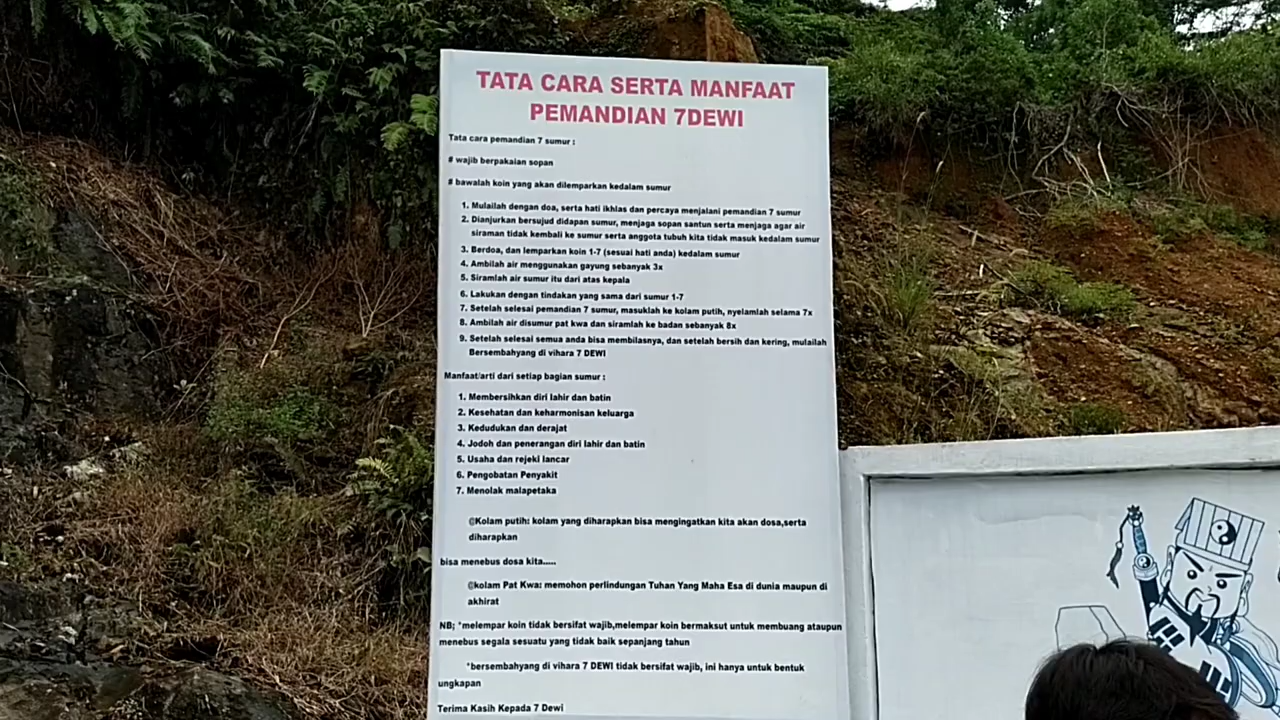 TATA CARA SERTA MANFAAT
PEMANDIAN 7DEWI
Tata cara pemandian 7 sumur :
# wajib berpakaian sopan
# bawalah koin yang akan dilemparkan kedalam sumur
1. Mulailah dengan doa, serta hati ikhlas dan percaya menjalani pemandian 7 sumur
2. Dianjurkan bersujud didapan sumur, menjaga sopan santun serta menjaga agar air
siraman tidak kembali ke sumur serta anggota tubuh kita tidak masuk kedalam sumur
3. Berdoa, dan lemparkan koin 1-7 (sesuai hati anda) kedalam sumur
4. Ambilah air menggunakan gayung sebanyak 3x
5. Siramlah air sumur itu dari atas kepala
6. Lakukan dengan tindakan yang sama dari sumur 1-7
7. Setelah selesai pemandian 7 sumur, masuklah ke kolam putih, nyelamlah selama 7x
8. Ambilah air disumur pat kwa dan siramlah ke badan sebanyak 8x
9. Setelah selesai semua anda bisa membilasnya, dan setelah bersih dan kering, mulailah
Bersembahyang di vihara 7 DEWI
Manfaat/arti dari setiap bagian sumur :
1. Membersihkan diri lahir dan batin
2. Kesehatan dan keharmonisan keluarga
3. Kedudukan dan derajat
4. Jodoh dan penerangan diri lahir dan batin
5. Usaha dan rejeki lancar
6. Pengobatan Penyakit
7. Menolak malapetaka
@Kolam putih: kolam yang diharapkan bisa mengingatkan kita akan dosa,serta
diharapkan
bisa menebus dosa kita.....
@kolam Pat Kwa: memohon perlindungan Tuhan Yang Maha Esa di dunia maupun di
akhirat
NB; *melempar koin tidak bersifat wajib,melempar koin bermaksut untuk membuang ataupun
menebus segala sesuatu yang tidak baik sepanjang tahun
*bersembahyang di vihara 7 DEWI tidak bersifat wajib, ini hanya untuk bentuk
ungkapan
Terima Kasih Kepada 7 Dewi